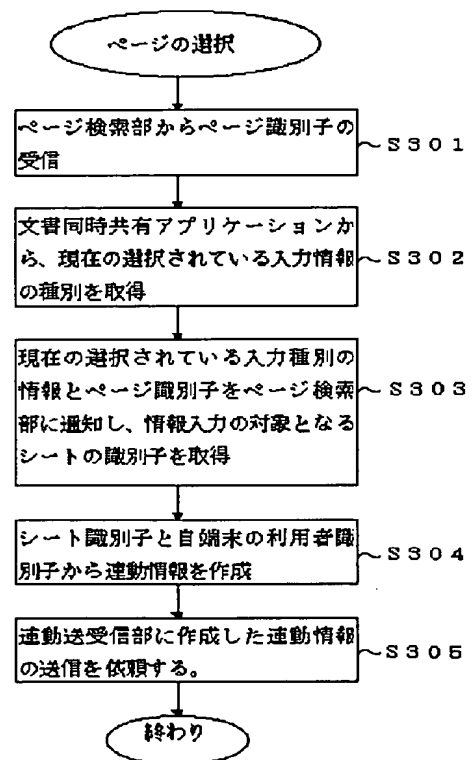 ページの選択
ページ検索部からページ識別子の
受信
～S301
文書同時共有アプリケーションか
ら、現在の選択されている入力情報
の種別を取得
～S302
現在の選択されている入力種別の
情報とページ識別子をページ検索
部に通知し、情報入力の対象となる
シートの識別子を取得
～S303
シート識別子と自端末の利用者識
別子から連動情報を作成
～S304
連動送受信部に作成した連動情報
の送信を依頼する。
～S305
終わり